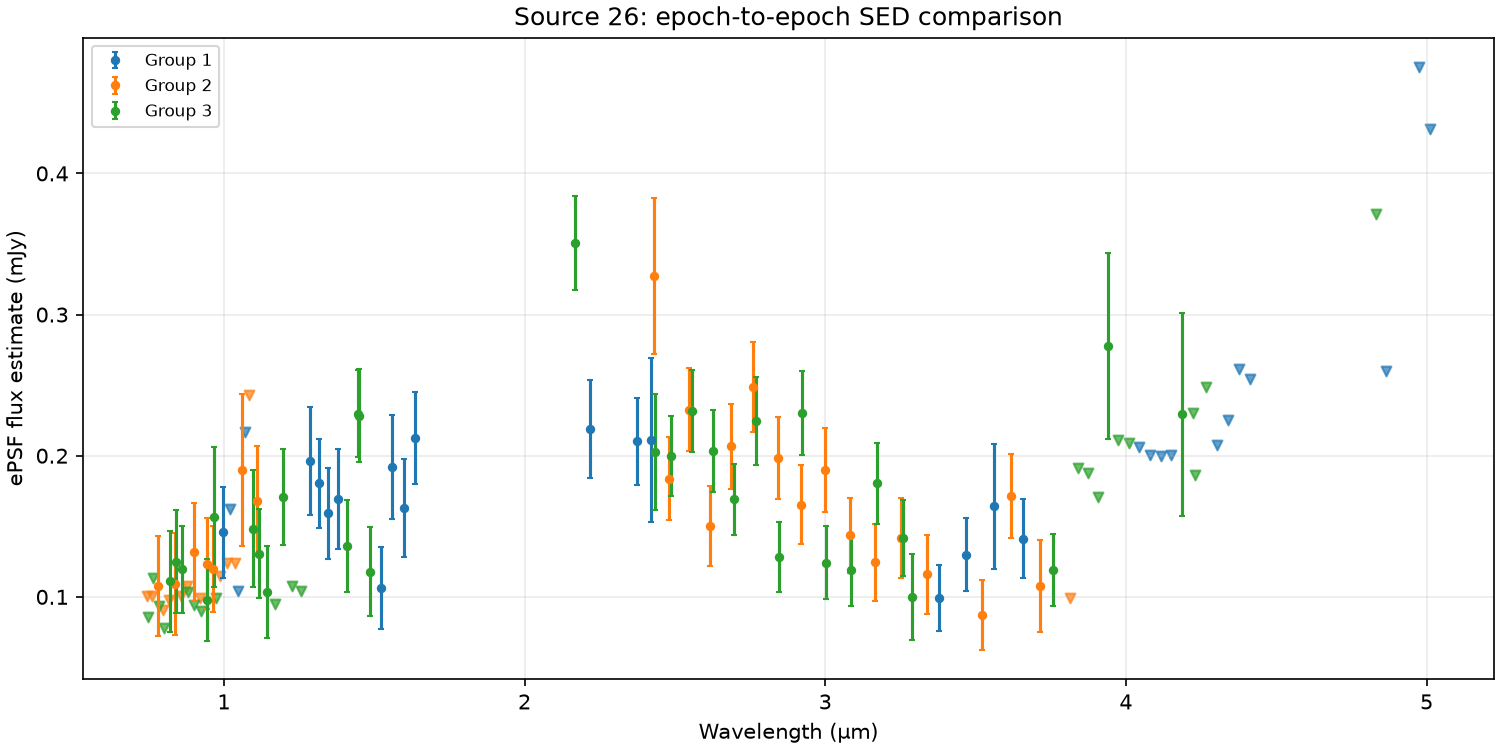 Source 26: epoch-to-epoch SED comparison
Group 1
Group 2
Group 3
ePSF flux estimate (mJy)
0.4
0.3
0.2
0.1
1 2 3 4 5
Wavelength (μm)